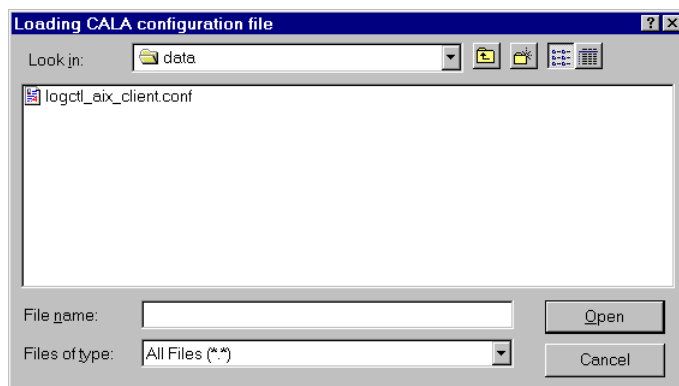 Loading CALA configuration file
Look in: data
logctl_aix_client.conf
File name: Open
Files of type: All Files (*.*) Cancel